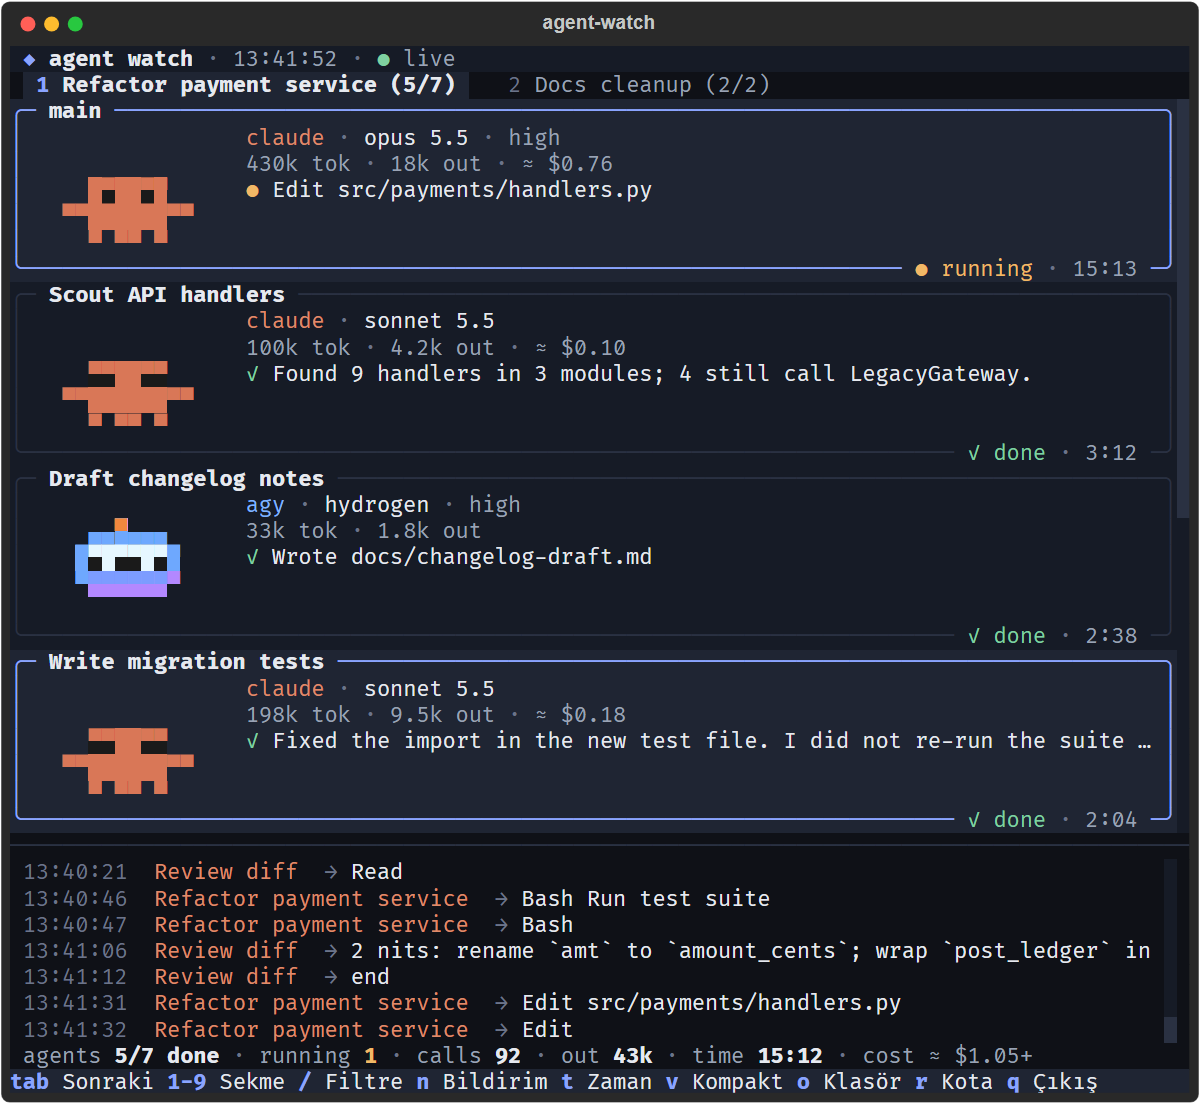 agent-watch
◆ agent watch · 13:41:52 · ● live
1 Refactor payment service (5/7) 2 Docs cleanup (2/2)
main
claude · opus 5.5 · high
430k tok · 18k out · ≈ $0.76
● Edit src/payments/handlers.py
● running · 15:13
Scout API handlers
claude · sonnet 5.5
100k tok · 4.2k out · ≈ $0.10
√ Found 9 handlers in 3 modules; 4 still call LegacyGateway.
√ done · 3:12
Draft changelog notes
agy · hydrogen · high
33k tok · 1.8k out
√ Wrote docs/changelog-draft.md
√ done · 2:38
Write migration tests
claude · sonnet 5.5
198k tok · 9.5k out · ≈ $0.18
√ Fixed the import in the new test file. I did not re-run the suite …
√ done · 2:04
13:40:21 Review diff → Read
13:40:46 Refactor payment service → Bash Run test suite
13:40:47 Refactor payment service → Bash
13:41:06 Review diff → 2 nits: rename `amt` to `amount_cents`; wrap `post_ledger` in
13:41:12 Review diff → end
13:41:31 Refactor payment service → Edit src/payments/handlers.py
13:41:32 Refactor payment service → Edit
agents 5/7 done · running 1 · calls 92 · out 43k · time 15:12 · cost ≈ $1.05+
tab Sonraki 1-9 Sekme / Filtre n Bildirim t Zaman v Kompakt o Klasör r Kota q Çıkış